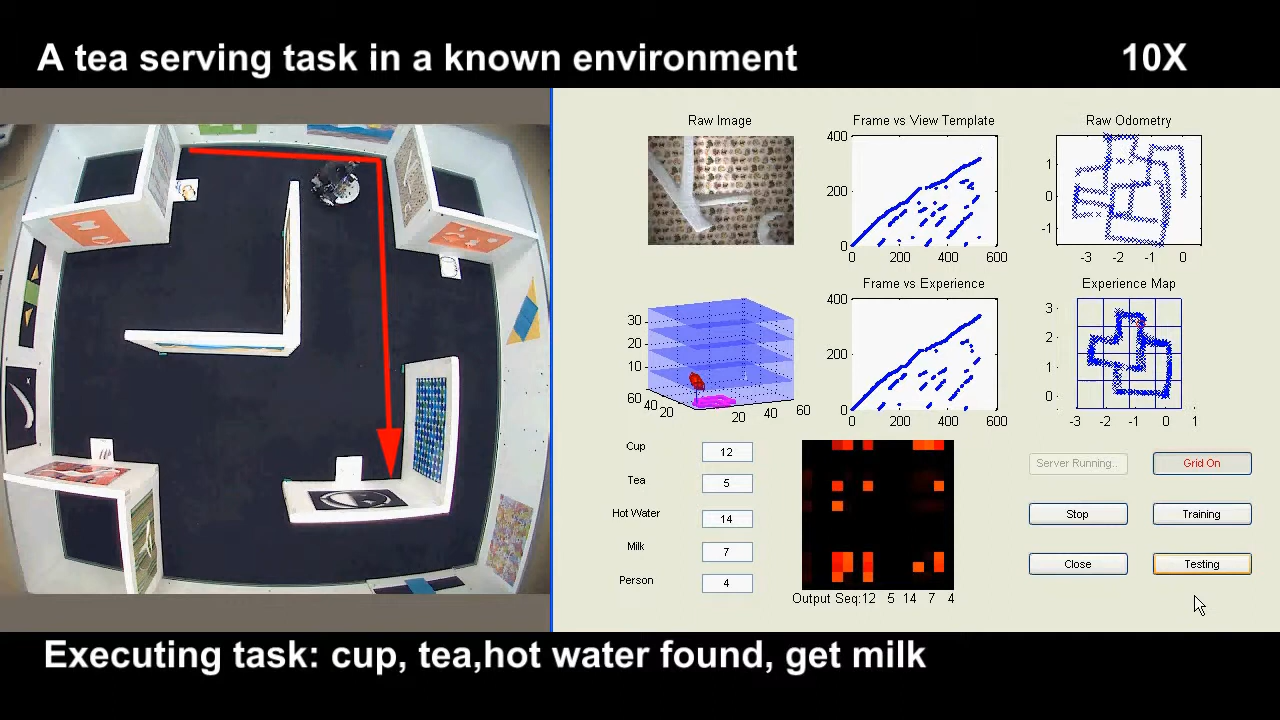 A tea serving task in a known environment
10X
Raw Image
Frame vs View Template
400
200
0
0 200 400 600
Raw Odometry
1
0
-1
-3 -2 -1 0
30
20
10
60 40 20
20 40 60
Frame vs Experience
400
200
0
0 200 400 600
Experience Map
3
2
1
0
-3 -2 -1 0 1
Cup 12
Tea 5
Hot Water 14
Milk 7
Person 4
Output Seq:12 5 14 7 4
Server Running..
Grid On
Stop
Training
Close
Testing
Executing task: cup, tea,hot water found, get milk